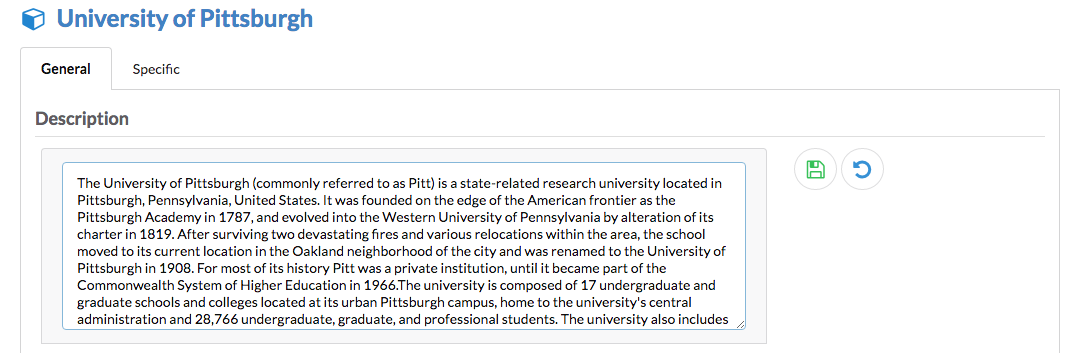 University of Pittsburgh
General
Specific
Description
The University of Pittsburgh (commonly referred to as Pitt) is a state-related research university located in
Pittsburgh, Pennsylvania, United States. It was founded on the edge of the American frontier as the
Pittsburgh Academy in 1787, and evolved into the Western University of Pennsylvania by alteration of its
charter in 1819. After surviving two devastating fires and various relocations within the area, the school
moved to its current location in the Oakland neighborhood of the city and was renamed to the University of
Pittsburgh in 1908. For most of its history Pitt was a private institution, until it became part of the
Commonwealth System of Higher Education in 1966.The university is composed of 17 undergraduate and
graduate schools and colleges located at its urban Pittsburgh campus, home to the university's central
administration and 28,766 undergraduate, graduate, and professional students. The university also includes